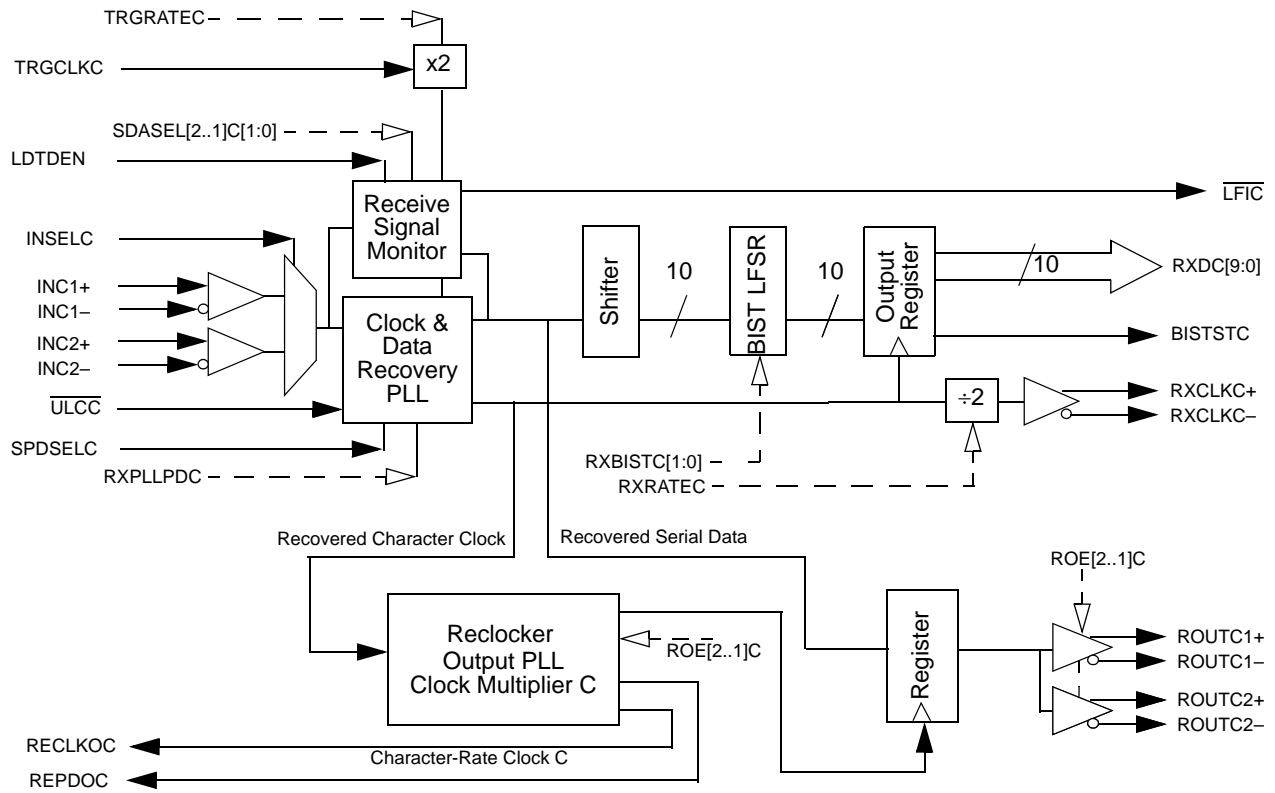 TRGRATEC
TRGCLKC
x2
SDASEL[2..1]C[1:0]
LDTDEN
LFIC
Receive
Signal
Monitor
INSELC
INC1+
INC1–
INC2+
INC2–
Clock &
Data
Recovery
PLL
Shifter
10
BIST LFSR
10
Output
Register
10
RXDC[9:0]
BISTSTC
÷2
RXCLKC+
RXCLKC–
ULCC
SPDSELC
RXPLLPDC
RXBISTC[1:0]
RXRATEC
Recovered Character Clock
Recovered Serial Data
ROE[2..1]C
Reclocker
Output PLL
Clock Multiplier C
ROE[2..1]C
Register
ROUTC1+
ROUTC1–
ROUTC2+
ROUTC2–
RECLKOC
Character-Rate Clock C
REPDOC